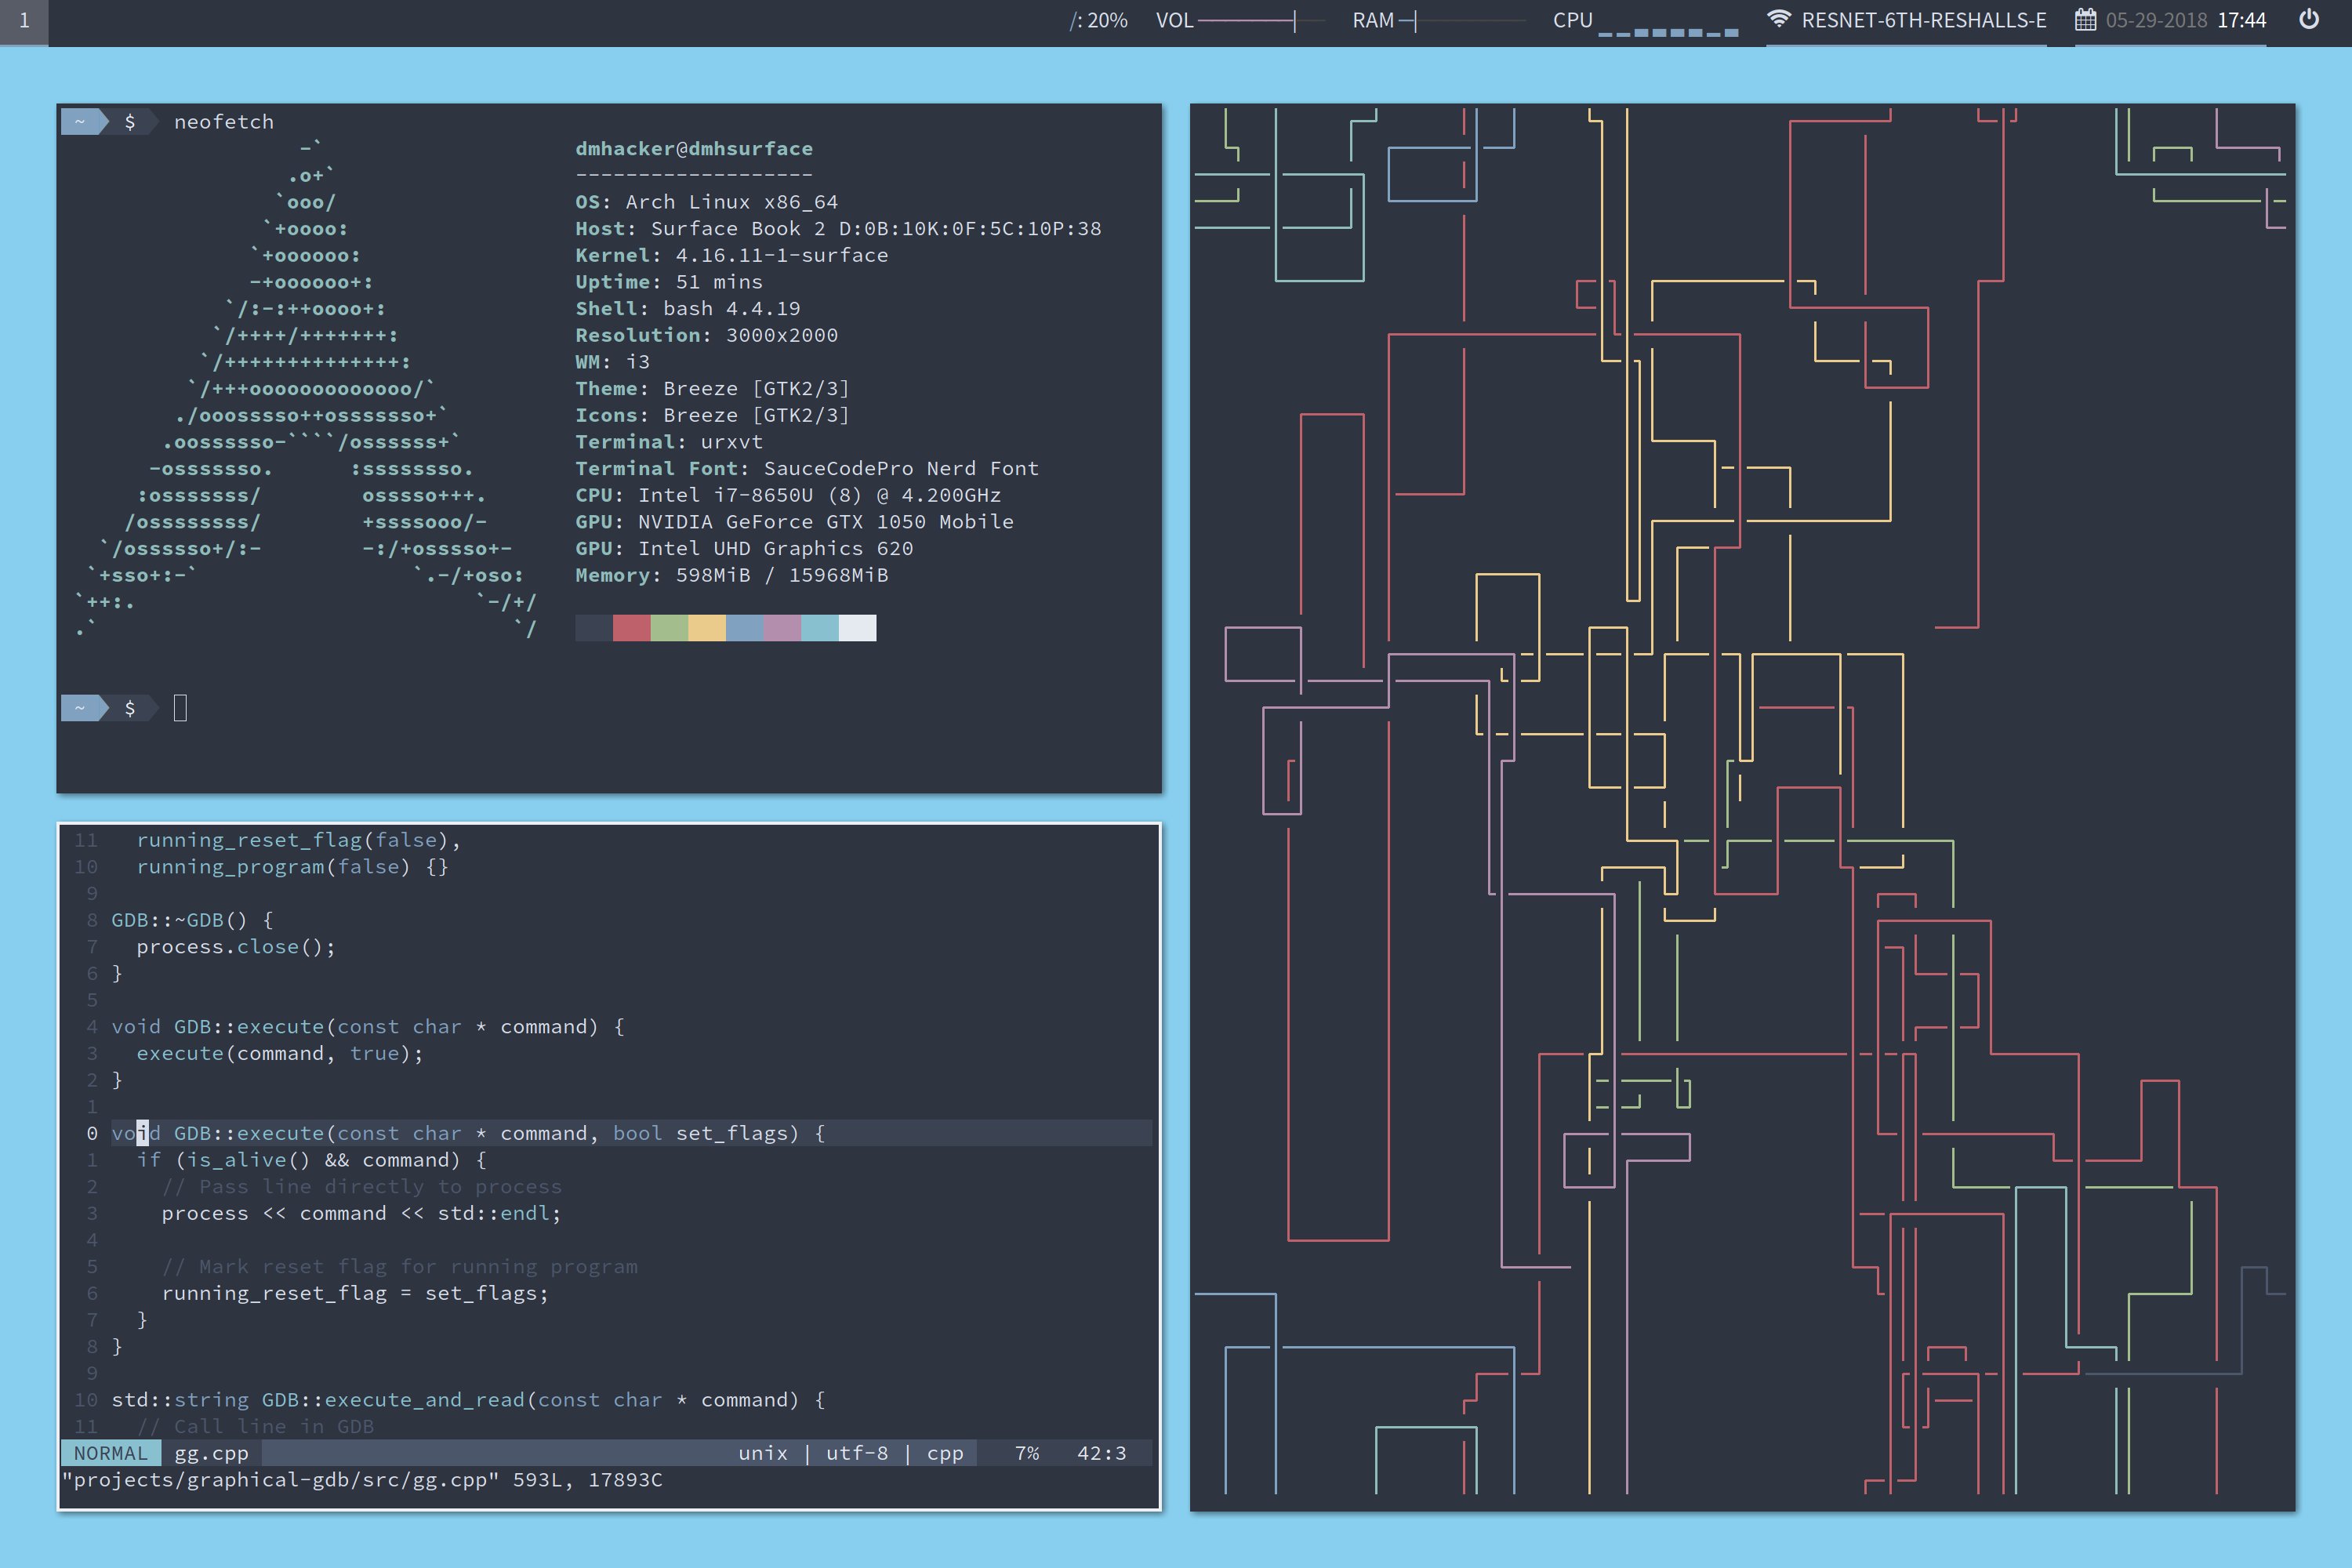 1
/: 20% VOL RAM CPU RESNET-6TH-RESHALLS-E 05-29-2018 17:44
~ $ neofetch
-`
.o+`
`ooo/
`+oooo:
`+oooooo:
-+oooooo+:
`/:-:++oooo+:
`/++++/+++++++:
`/++++++++++++++:
`/+++ooooooooooooo/`
./ooosssso++osssssso+`
.oossssso-````/ossssss+`
-osssssso. :ssssssso.
:osssssss/ osssso+++.
/ossssssss/ +ssssooo/-
`/ossssso+/:- -:/+osssso+-
`+sso+:-` `.-/+oso:
`++:. `-/+/
.` `/
dmhacker@dmhsurface
-------------------
OS: Arch Linux x86_64
Host: Surface Book 2 D:0B:10K:0F:5C:10P:38
Kernel: 4.16.11-1-surface
Uptime: 51 mins
Shell: bash 4.4.19
Resolution: 3000x2000
WM: i3
Theme: Breeze [GTK2/3]
Icons: Breeze [GTK2/3]
Terminal: urxvt
Terminal Font: SauceCodePro Nerd Font
CPU: Intel i7-8650U (8) @ 4.200GHz
GPU: NVIDIA GeForce GTX 1050 Mobile
GPU: Intel UHD Graphics 620
Memory: 598MiB / 15968MiB
~ $
11 running_reset_flag(false),
10 running_program(false) {}
9
8 GDB::~GDB() {
7 process.close();
6 }
5
4 void GDB::execute(const char * command) {
3 execute(command, true);
2 }
1
0 void GDB::execute(const char * command, bool set_flags) {
1 if (is_alive() && command) {
2 // Pass line directly to process
3 process << command << std::endl;
4
5 // Mark reset flag for running program
6 running_reset_flag = set_flags;
7 }
8 }
9
10 std::string GDB::execute_and_read(const char * command) {
11 // Call line in GDB
NORMAL gg.cpp unix | utf-8 | cpp 7% 42:3
"projects/graphical-gdb/src/gg.cpp" 593L, 17893C